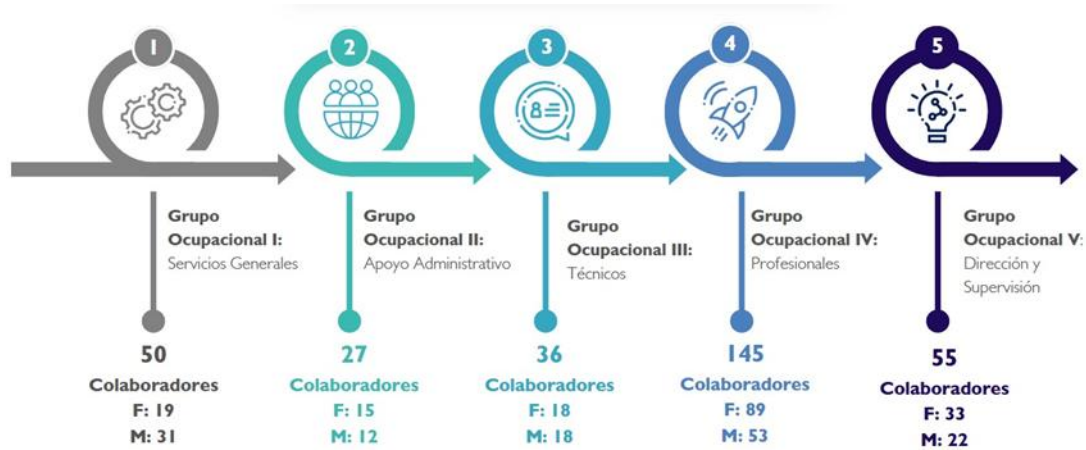 1
2
3
4
5
Grupo
Ocupacional I:
Servicios Generales
Grupo
Ocupacional II:
Apoyo Administrativo
Grupo
Ocupacional III:
Técnicos
Grupo
Ocupacional IV:
Profesionales
Grupo
Ocupacional V:
Dirección y
Supervisión
50
Colaboradores
F: 19
M: 31
27
Colaboradores
F: 15
M: 12
36
Colaboradores
F: 18
M: 18
145
Colaboradores
F: 89
M: 53
55
Colaboradores
F: 33
M: 22